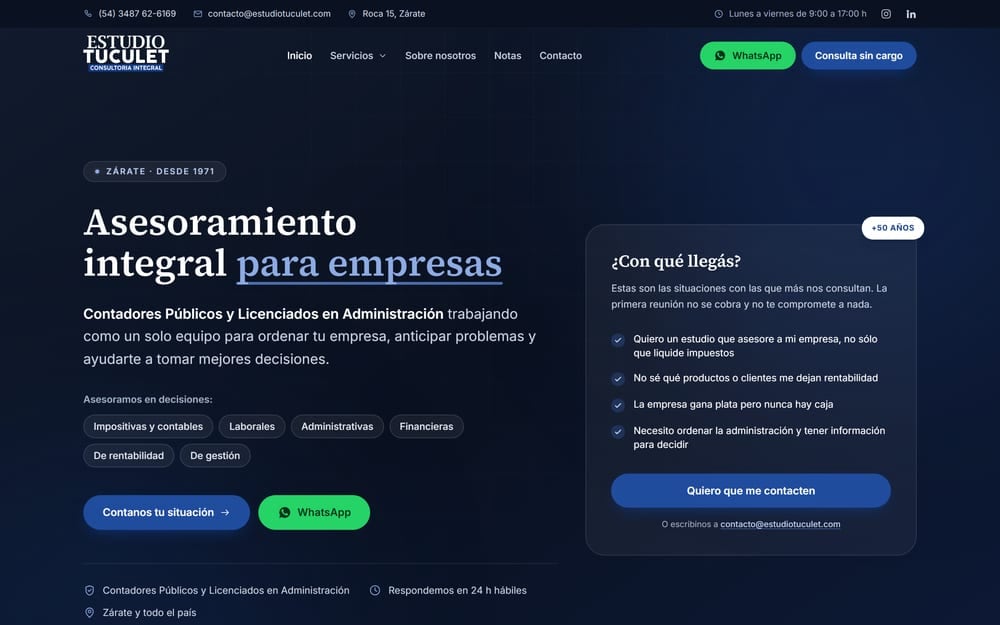 (54) 3487 62-6169
contacto@estudiotuculet.com
Roca 15, Zárate
Lunes a viernes de 9:00 a 17:00 h
ESTUDIO
TUCULET
CONSULTORIA INTEGRAL
Inicio
Servicios
Sobre nosotros
Notas
Contacto
WhatsApp
Consulta sin cargo
ZÁRATE · DESDE 1971
Asesoramiento
integral para empresas
Contadores Públicos y Licenciados en Administración trabajando
como un solo equipo para ordenar tu empresa, anticipar problemas y
ayudarte a tomar mejores decisiones.
Asesoramos en decisiones:
Impositivas y contables
Laborales
Administrativas
Financieras
De rentabilidad
De gestión
Contanos tu situación →
WhatsApp
Contadores Públicos y Licenciados en Administración
Respondemos en 24 h hábiles
Zárate y todo el país
+50 AÑOS
¿Con qué llegás?
Estas son las situaciones con las que más nos consultan. La
primera reunión no se cobra y no te compromete a nada.
Quiero un estudio que asesore a mi empresa, no sólo
que liquide impuestos
No sé qué productos o clientes me dejan rentabilidad
La empresa gana plata pero nunca hay caja
Necesito ordenar la administración y tener información
para decidir
Quiero que me contacten
O escribinos a contacto@estudiotuculet.com